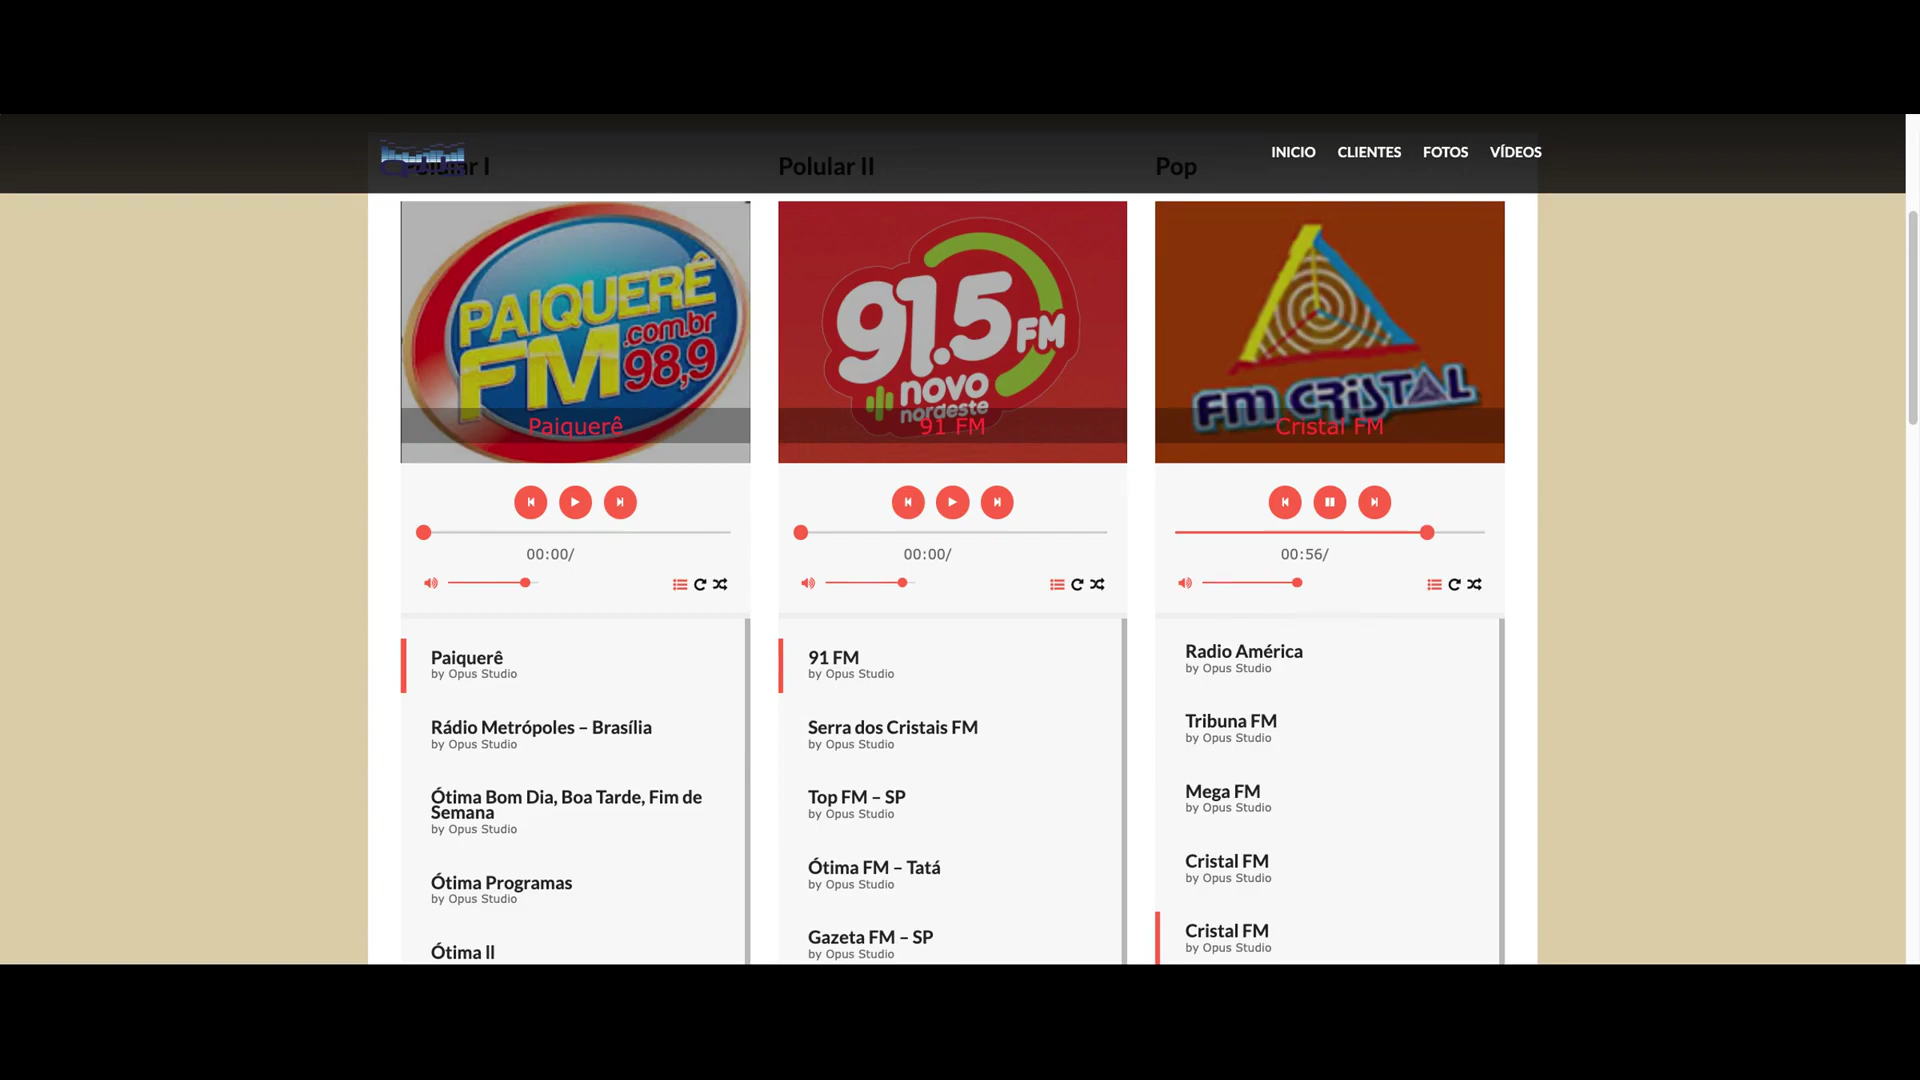 INICIO CLIENTES FOTOS VÍDEOS
Polular II
Pop
PAIQUERÊ
FM
.com.br
98,9
Paiquerê
91.5 FM
novo
nordeste
91 FM
FM CRISTAL
Cristal FM
00:00/
00:00/
00:56/
Paiquerê
by Opus Studio
Rádio Metrópoles – Brasília
by Opus Studio
Ótima Bom Dia, Boa Tarde, Fim de
Semana
by Opus Studio
Ótima Programas
by Opus Studio
Ótima ll
91 FM
by Opus Studio
Serra dos Cristais FM
by Opus Studio
Top FM – SP
by Opus Studio
Ótima FM – Tatá
by Opus Studio
Gazeta FM – SP
by Opus Studio
Radio América
by Opus Studio
Tribuna FM
by Opus Studio
Mega FM
by Opus Studio
Cristal FM
by Opus Studio
Cristal FM
by Opus Studio